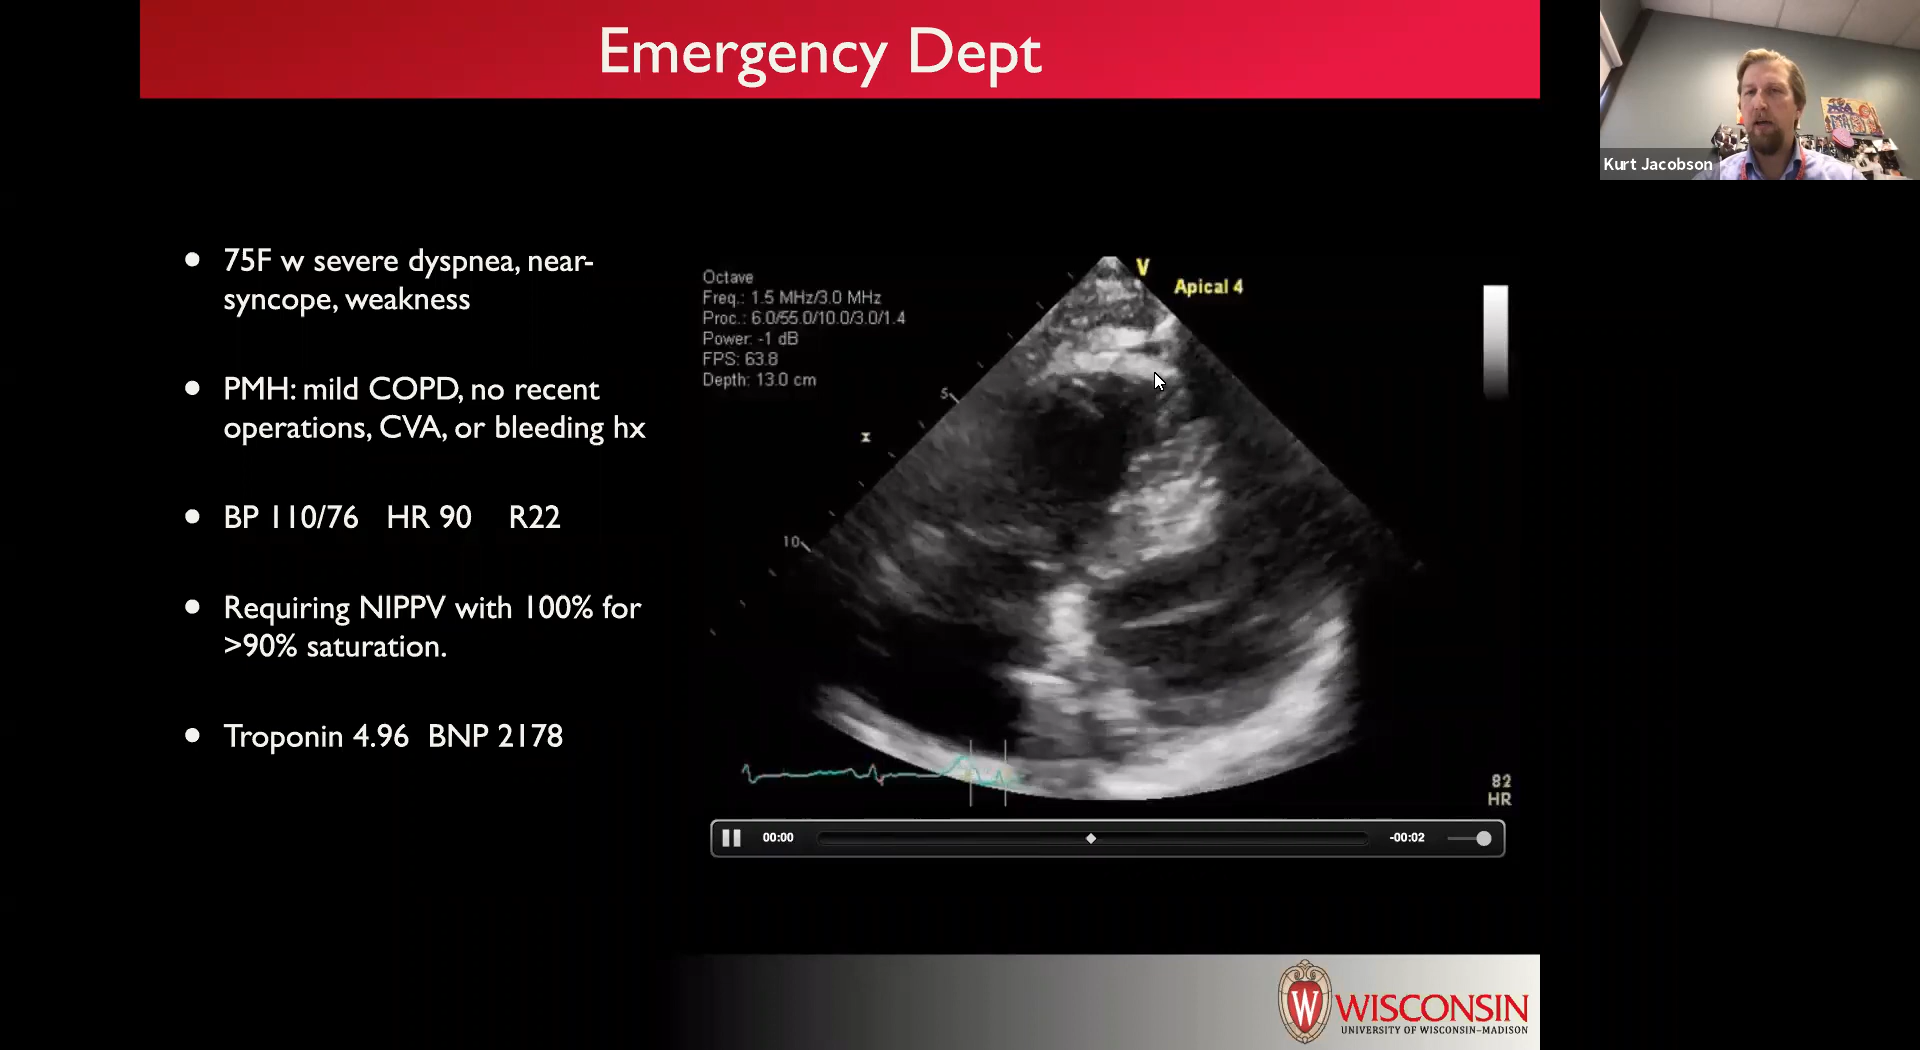 Emergency Dept
Kurt Jacobson
• 75F w severe dyspnea, near-
syncope, weakness
• PMH: mild COPD, no recent
operations, CVA, or bleeding hx
• BP 110/76 HR 90 R22
• Requiring NIPPV with 100% for
>90% saturation.
• Troponin 4.96 BNP 2178
Octave
Freq.: 1.5 MHz/3.0 MHz
Proc.: 6.0/55.0/10.0/3.0/1.4
Power: -1 dB
FPS: 63.8
Depth: 13.0 cm
V
Apical 4
5
10
82
HR
00:00
-00:02
W WISCONSIN
UNIVERSITY OF WISCONSIN–MADISON